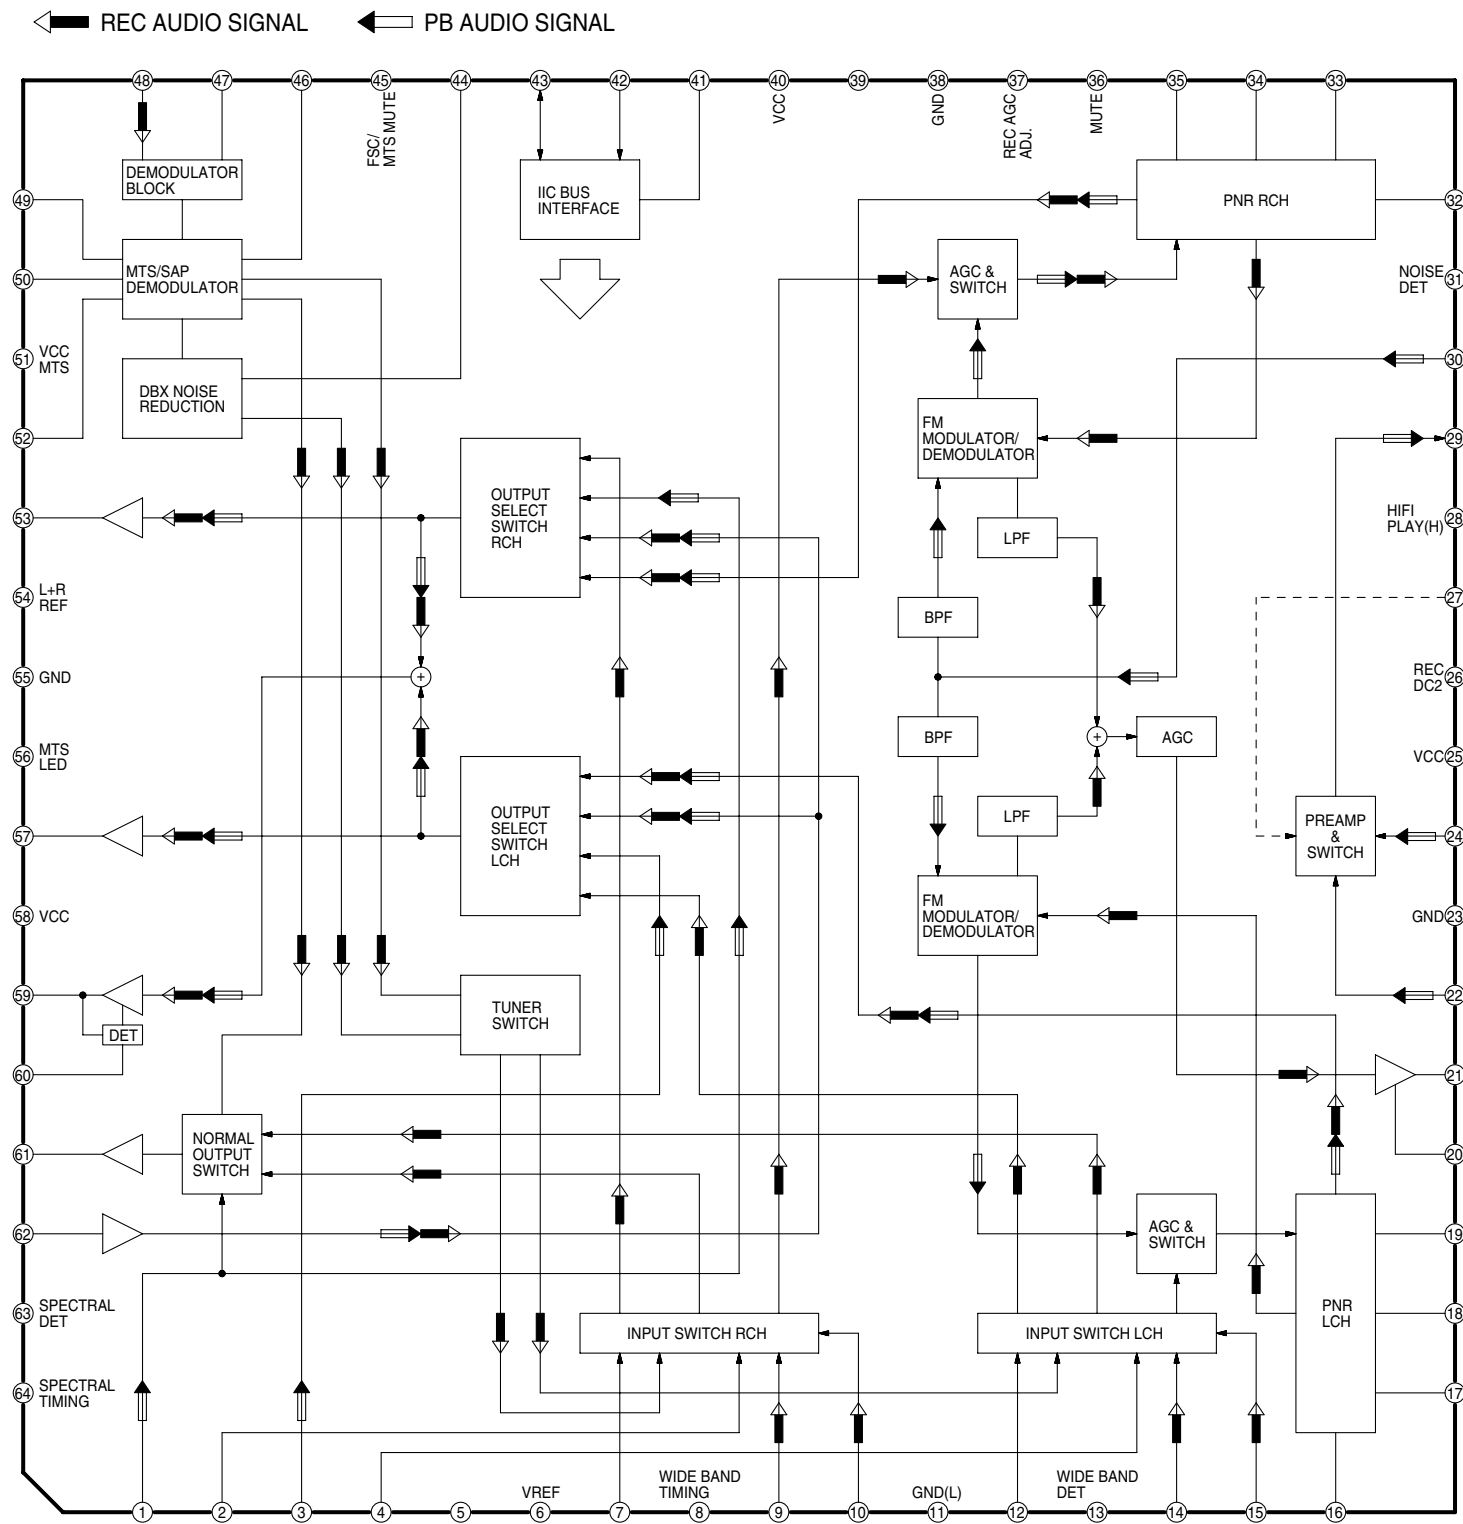 REC AUDIO SIGNAL PB AUDIO SIGNAL
48 47 46 45 44 43 42 41 40 39 38 37 36 35 34 33
FSC/
MTS MUTE
VCC
GND
REC AGC
ADJ.
MUTE
DEMODULATOR
BLOCK
IIC BUS
INTERFACE
PNR RCH
49
32
MTS/SAP
DEMODULATOR
AGC &
SWITCH
50
NOISE
DET
31
51
VCC
MTS
30
DBX NOISE
REDUCTION
FM
MODULATOR/
DEMODULATOR
52
29
OUTPUT
SELECT
SWITCH
RCH
53
LPF
HIFI
PLAY(H)
28
54
L+R
REF
BPF
27
55 GND
+
REC
DC2
26
56
MTS
LED
BPF
+
AGC
VCC 25
57
OUTPUT
SELECT
SWITCH
LCH
LPF
PREAMP
&
SWITCH
24
58 VCC
FM
MODULATOR/
DEMODULATOR
GND 23
59
DET
TUNER
SWITCH
22
60
21
61
NORMAL
OUTPUT
SWITCH
20
62
AGC &
SWITCH
19
63
SPECTRAL
DET
INPUT SWITCH RCH
INPUT SWITCH LCH
PNR
LCH
18
64
SPECTRAL
TIMING
17
VREF
WIDE BAND
TIMING
GND(L)
WIDE BAND
DET
1 2 3 4 5 6 7 8 9 10 11 12 13 14 15 16